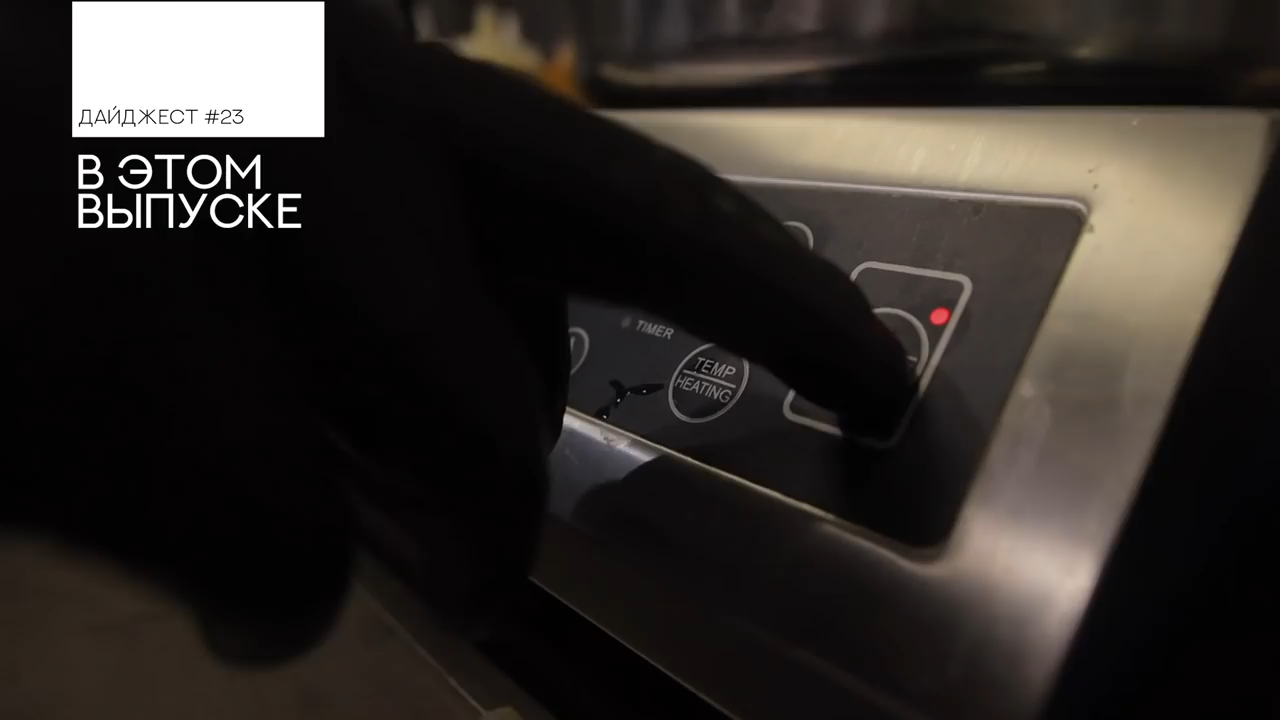 ДАЙДЖЕСТ #23
В ЭТОМ
ВЫПУСКЕ
TIMER
TEMP
HEATING